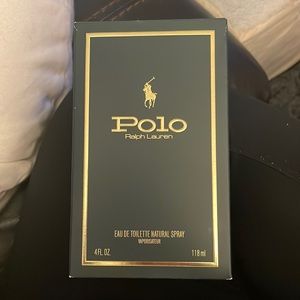 Polo
Ralph Lauren
EAU DE TOILETTE NATURAL SPRAY
VAPORISATEUR
4 FL. OZ. 118 ml